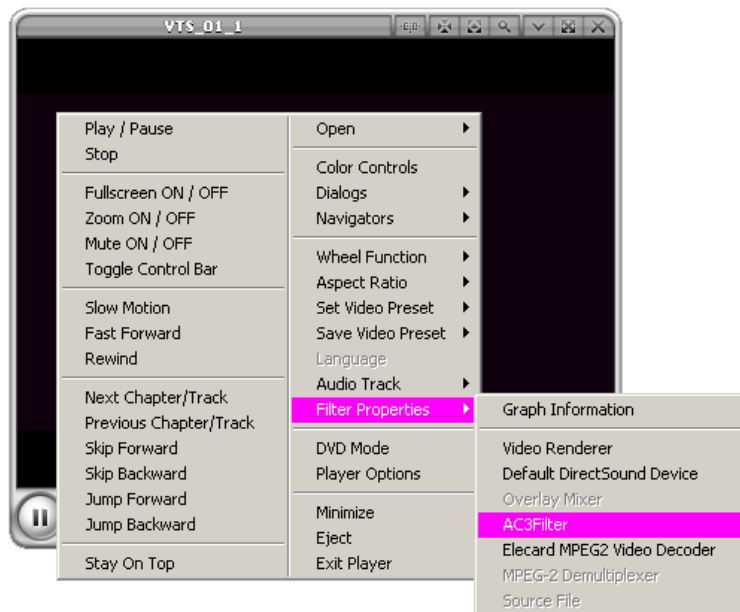 VTS_01_1
Play / Pause
Stop
Fullscreen ON / OFF
Zoom ON / OFF
Mute ON / OFF
Toggle Control Bar
Slow Motion
Fast Forward
Rewind
Next Chapter/Track
Previous Chapter/Track
Skip Forward
Skip Backward
Jump Forward
Jump Backward
Stay On Top
Open
Color Controls
Dialogs
Navigators
Wheel Function
Aspect Ratio
Set Video Preset
Save Video Preset
Language
Audio Track
Filter Properties
DVD Mode
Player Options
Minimize
Eject
Exit Player
Graph Information
Video Renderer
Default DirectSound Device
Overlay Mixer
AC3Filter
Elecard MPEG2 Video Decoder
MPEG-2 Demultiplexer
Source File